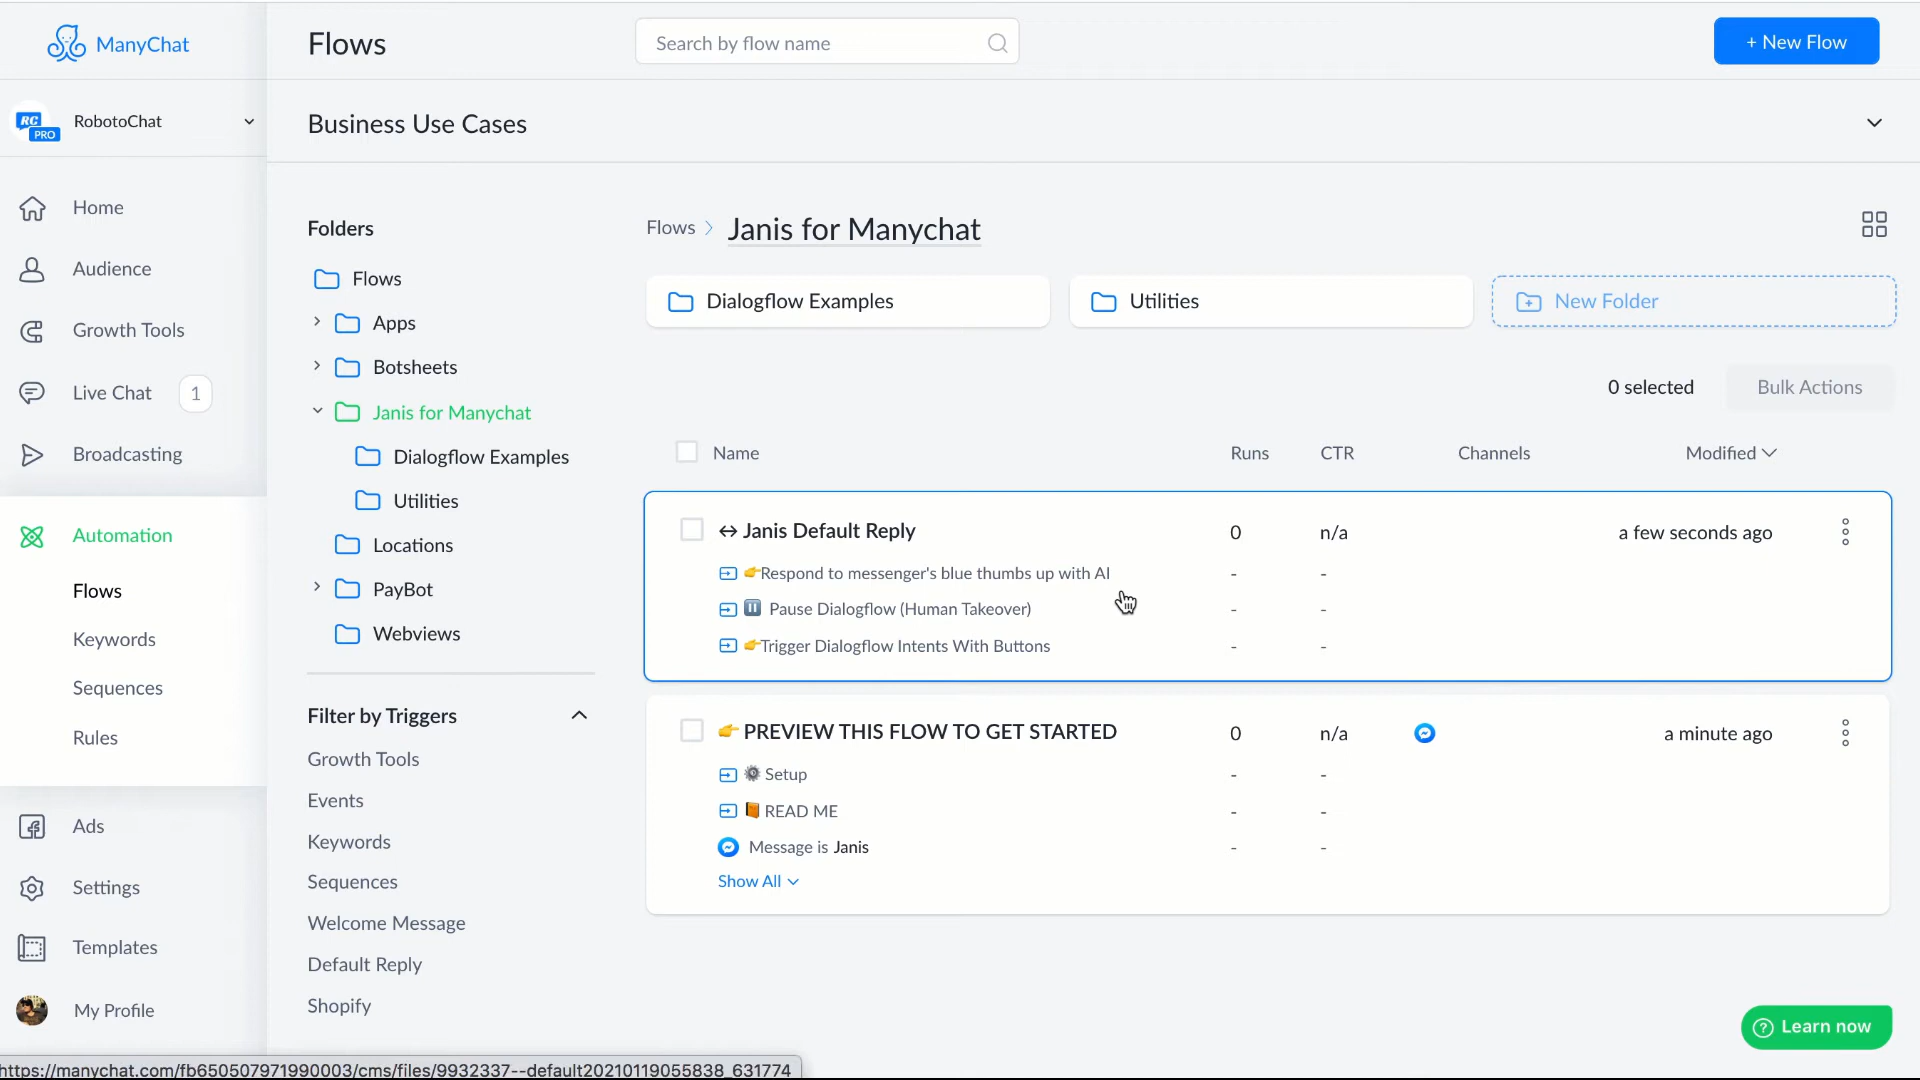 ManyChat
Flows
Search by flow name
+ New Flow
RC
PRO
RobotoChat
Business Use Cases
Home
Audience
Growth Tools
Live Chat 1
Broadcasting
Automation
Flows
Keywords
Sequences
Rules
Ads
Settings
Templates
My Profile
Folders
Flows
Apps
Botsheets
Janis for Manychat
Dialogflow Examples
Utilities
Locations
PayBot
Webviews
Filter by Triggers
Growth Tools
Events
Keywords
Sequences
Welcome Message
Default Reply
Shopify
Flows > Janis for Manychat
Dialogflow Examples
Utilities
New Folder
0 selected
Bulk Actions
Name Runs CTR Channels Modified
↔ Janis Default Reply 0 n/a a few seconds ago
👉Respond to messenger's blue thumbs up with AI - -
⏸ Pause Dialogflow (Human Takeover) - -
👉Trigger Dialogflow Intents With Buttons - -
👉 PREVIEW THIS FLOW TO GET STARTED 0 n/a a minute ago
⚙ Setup - -
📙 READ ME - -
Message is Janis - -
Show All
? Learn now
https://manychat.com/fb650507971990003/cms/files/9932337--default20210119055838_631774